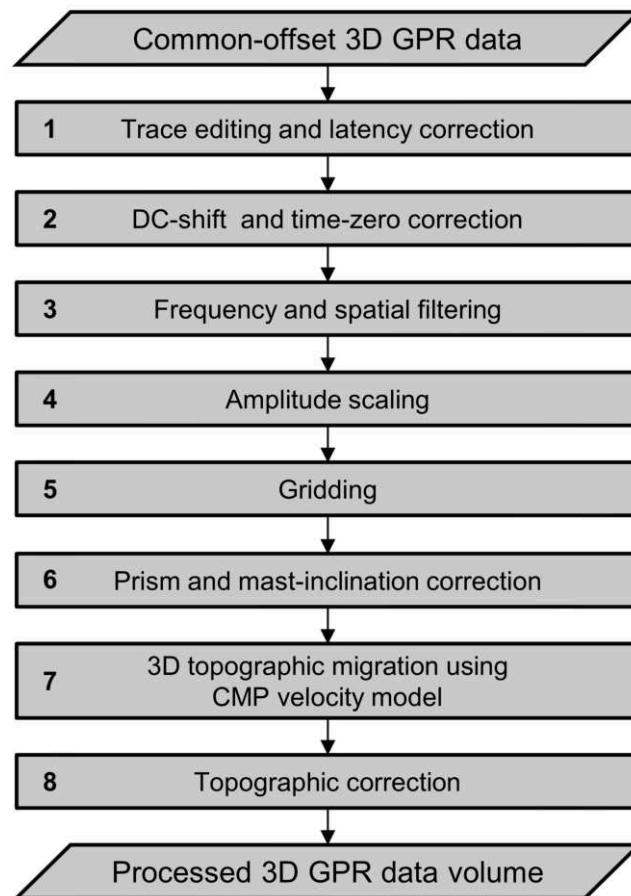 Common-offset 3D GPR data
1 Trace editing and latency correction
2 DC-shift and time-zero correction
3 Frequency and spatial filtering
4 Amplitude scaling
5 Gridding
6 Prism and mast-inclination correction
7 3D topographic migration using
CMP velocity model
8 Topographic correction
Processed 3D GPR data volume